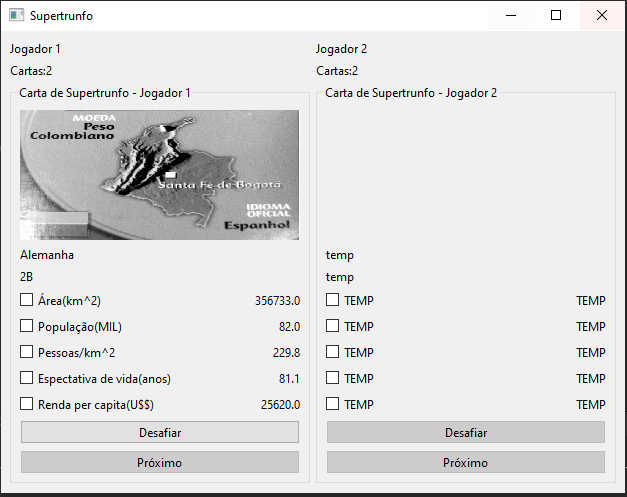 Supertrunfo
Jogador 1
Cartas:2
Carta de Supertrunfo - Jogador 1
MOEDA
Peso
Colombiano
Santa Fé de Bogotá
IDIOMA
OFICIAL
Espanhol
Alemanha
2B
Área(km^2) 356733.0
População(MIL) 82.0
Pessoas/km^2 229.8
Espectativa de vida(anos) 81.1
Renda per capita(U$$) 25620.0
Desafiar
Próximo
Jogador 2
Cartas:2
Carta de Supertrunfo - Jogador 2
temp
temp
TEMP TEMP
TEMP TEMP
TEMP TEMP
TEMP TEMP
TEMP TEMP
Desafiar
Próximo